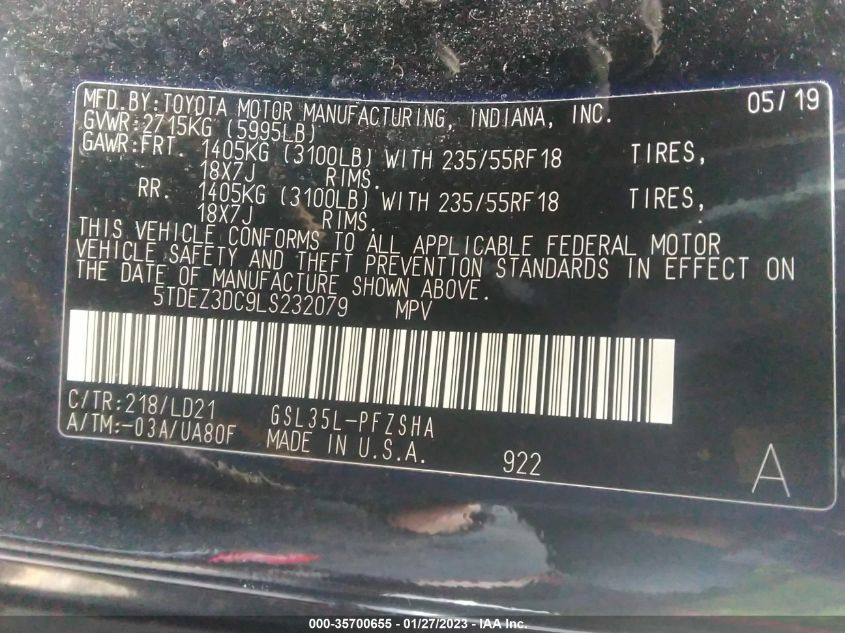 MFD.BY:TOYOTA MOTOR MANUFACTURING, INDIANA, INC. 05/19
GVWR:2715KG (5995LB)
GAWR:FRT. 1405KG (3100LB) WITH 235/55RF18 TIRES,
18X7J RIMS.
RR. 1405KG (3100LB) WITH 235/55RF18 TIRES,
18X7J RIMS.
THIS VEHICLE CONFORMS TO ALL APPLICABLE FEDERAL MOTOR
VEHICLE SAFETY AND THEFT PREVENTION STANDARDS IN EFFECT ON
THE DATE OF MANUFACTURE SHOWN ABOVE.
5TDEZ3DC9LS232079 MPV
C/TR:218/LD21 GSL35L-PFZSHA
A/TM:-03A/UA80F MADE IN U.S.A. 922 A
000-35700655 - 01/27/2023 - IAA Inc.